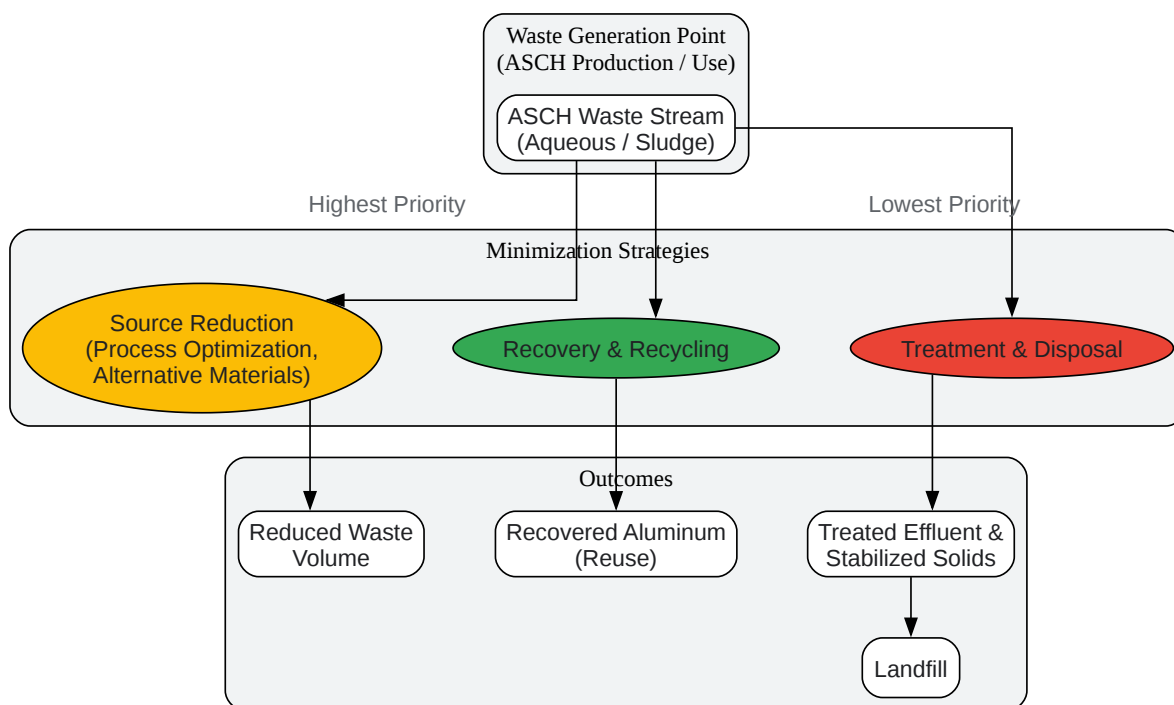 Waste Generation Point
(ASCH Production / Use)
ASCH Waste Stream
(Aqueous / Sludge)
Highest Priority
Lowest Priority
Minimization Strategies
Source Reduction
(Process Optimization,
Alternative Materials)
Recovery & Recycling
Treatment & Disposal
Outcomes
Reduced Waste
Volume
Recovered Aluminum
(Reuse)
Treated Effluent &
Stabilized Solids
Landfill